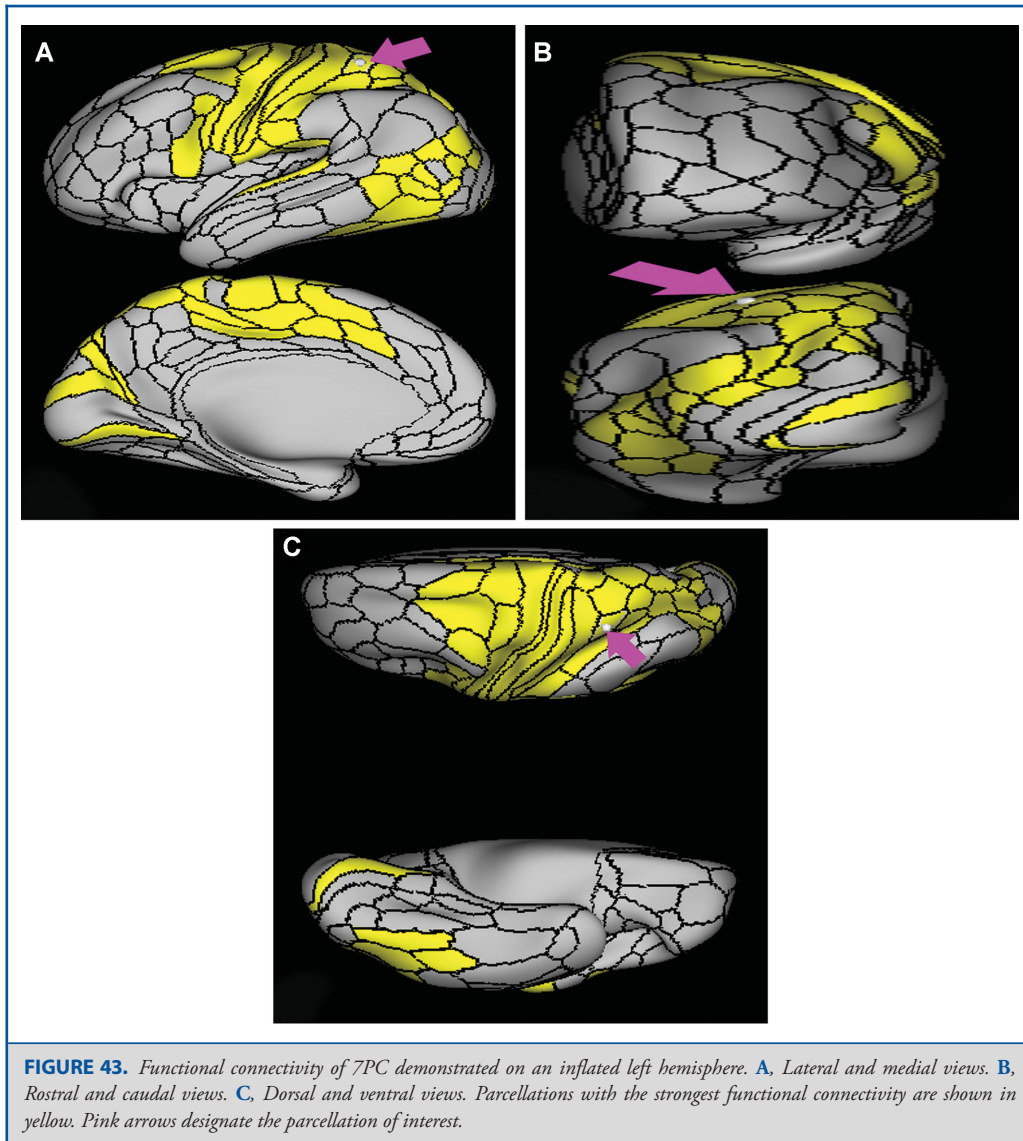 A
B
C
FIGURE 43. Functional connectivity of 7PC demonstrated on an inflated left hemisphere. A, Lateral and medial views. B,
Rostral and caudal views. C, Dorsal and ventral views. Parcellations with the strongest functional connectivity are shown in
yellow. Pink arrows designate the parcellation of interest.